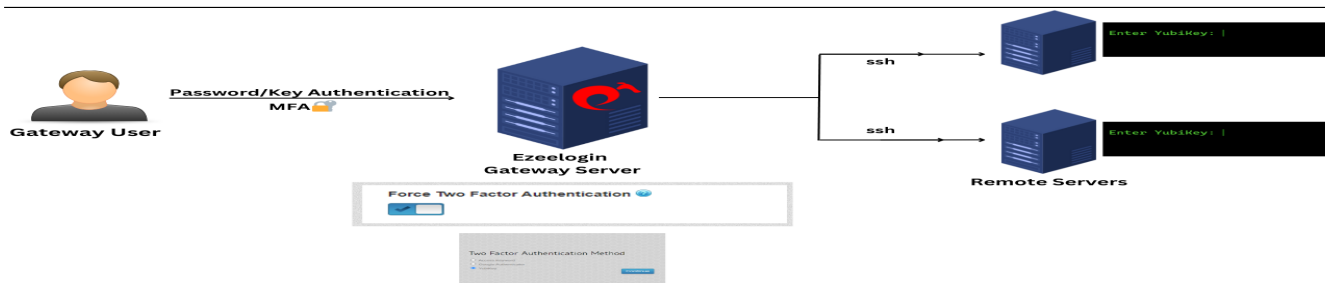 Gateway User
Password/Key Authentication
MFA
Ezeelogin
Gateway Server
Force Two Factor Authentication
Two Factor Authentication Method
ssh
Enter YubiKey: |
ssh
Enter YubiKey: |
Remote Servers